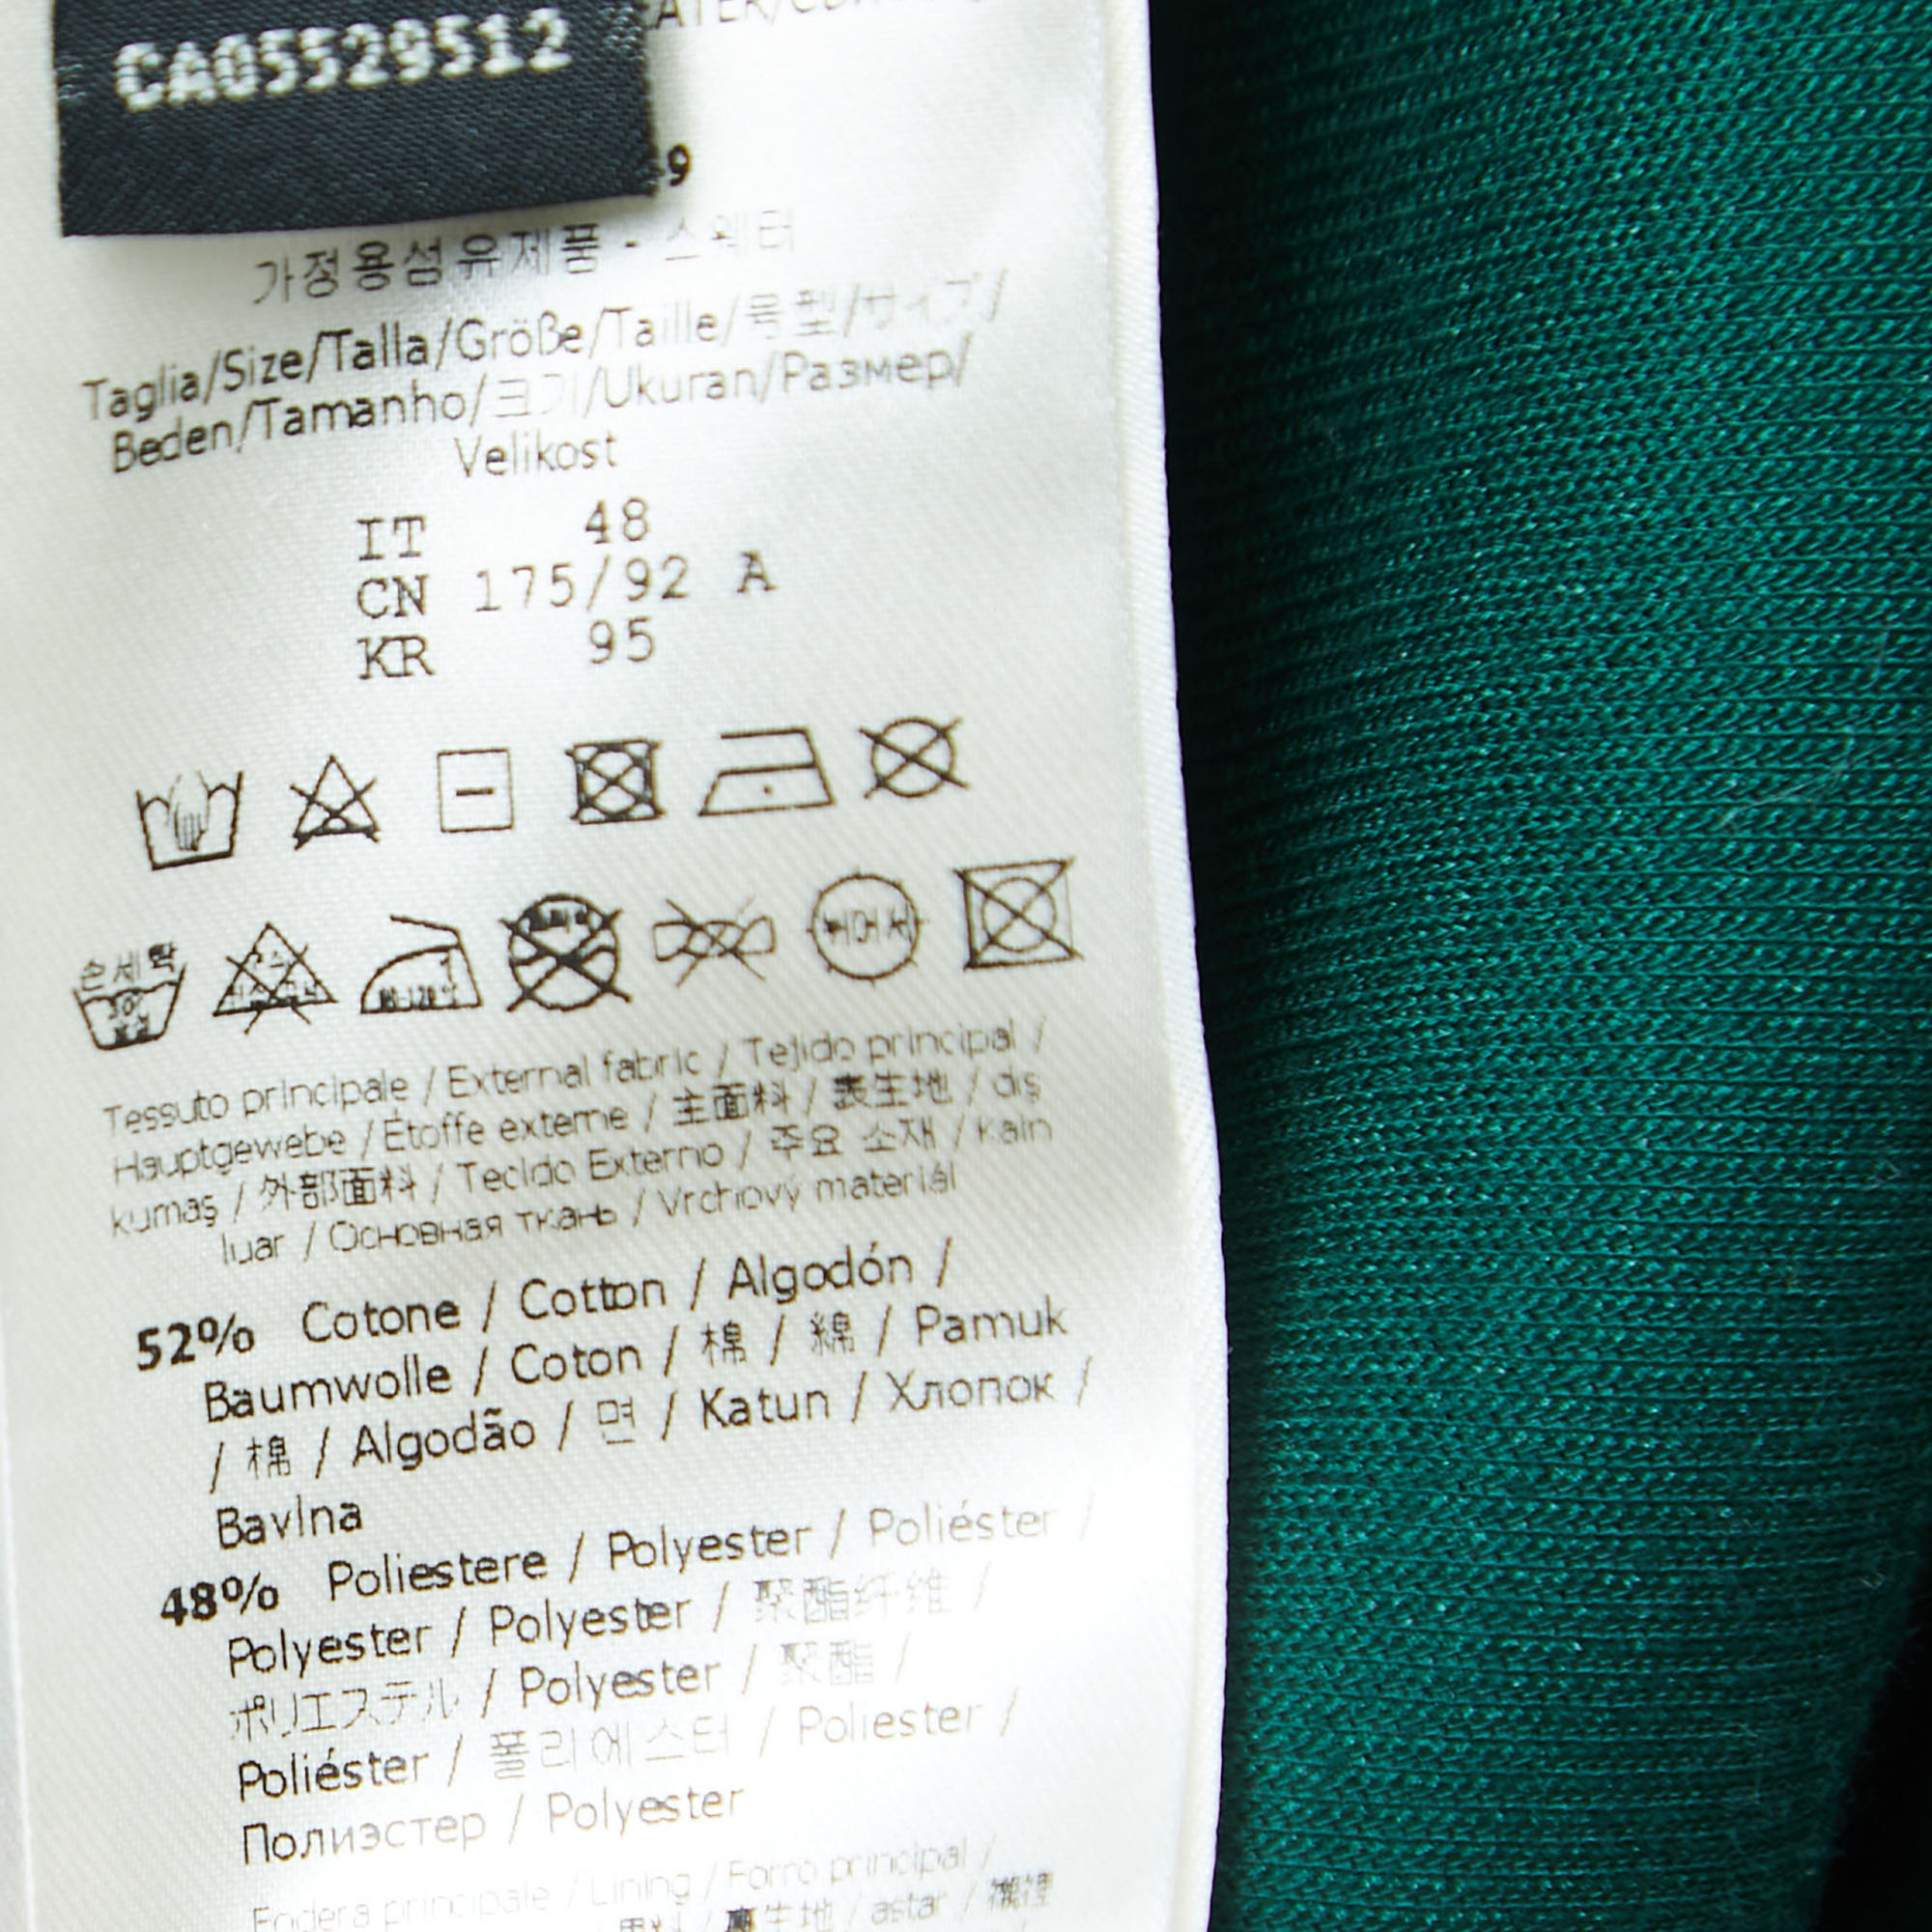 CA05529512
9
가정용섬유제품 - 스웨터
Taglia/Size/Talla/Größe/Taille/号型/サイズ/
Beden/Tamanho/크기/Ukuran/Размер/
Velikost
IT 48
CN 175/92 A
KR 95
손세탁
Tessuto principale / External fabric / Tejido principal /
Hauptgewebe / Étoffe externe / 主面料 / 表生地 / dış
kumaş / 外部面料 / Tecido Externo / 주요 소재 / Kain
luar / Основная ткань / Vrchový materiál
52% Cotone / Cotton / Algodón /
Baumwolle / Coton / 棉 / 綿 / Pamuk
/ 棉 / Algodão / 면 / Katun / Хлопок /
Bavlna
48% Poliestere / Polyester / Poliéster /
Polyester / Polyester / 聚酯纤维 /
ポリエステル / Polyester / 聚酯 /
Poliéster / 폴리에스터 / Poliester /
Полиэстер / Polyester
Fodera principale / Lining / Forro principal /
astar / 襯裡